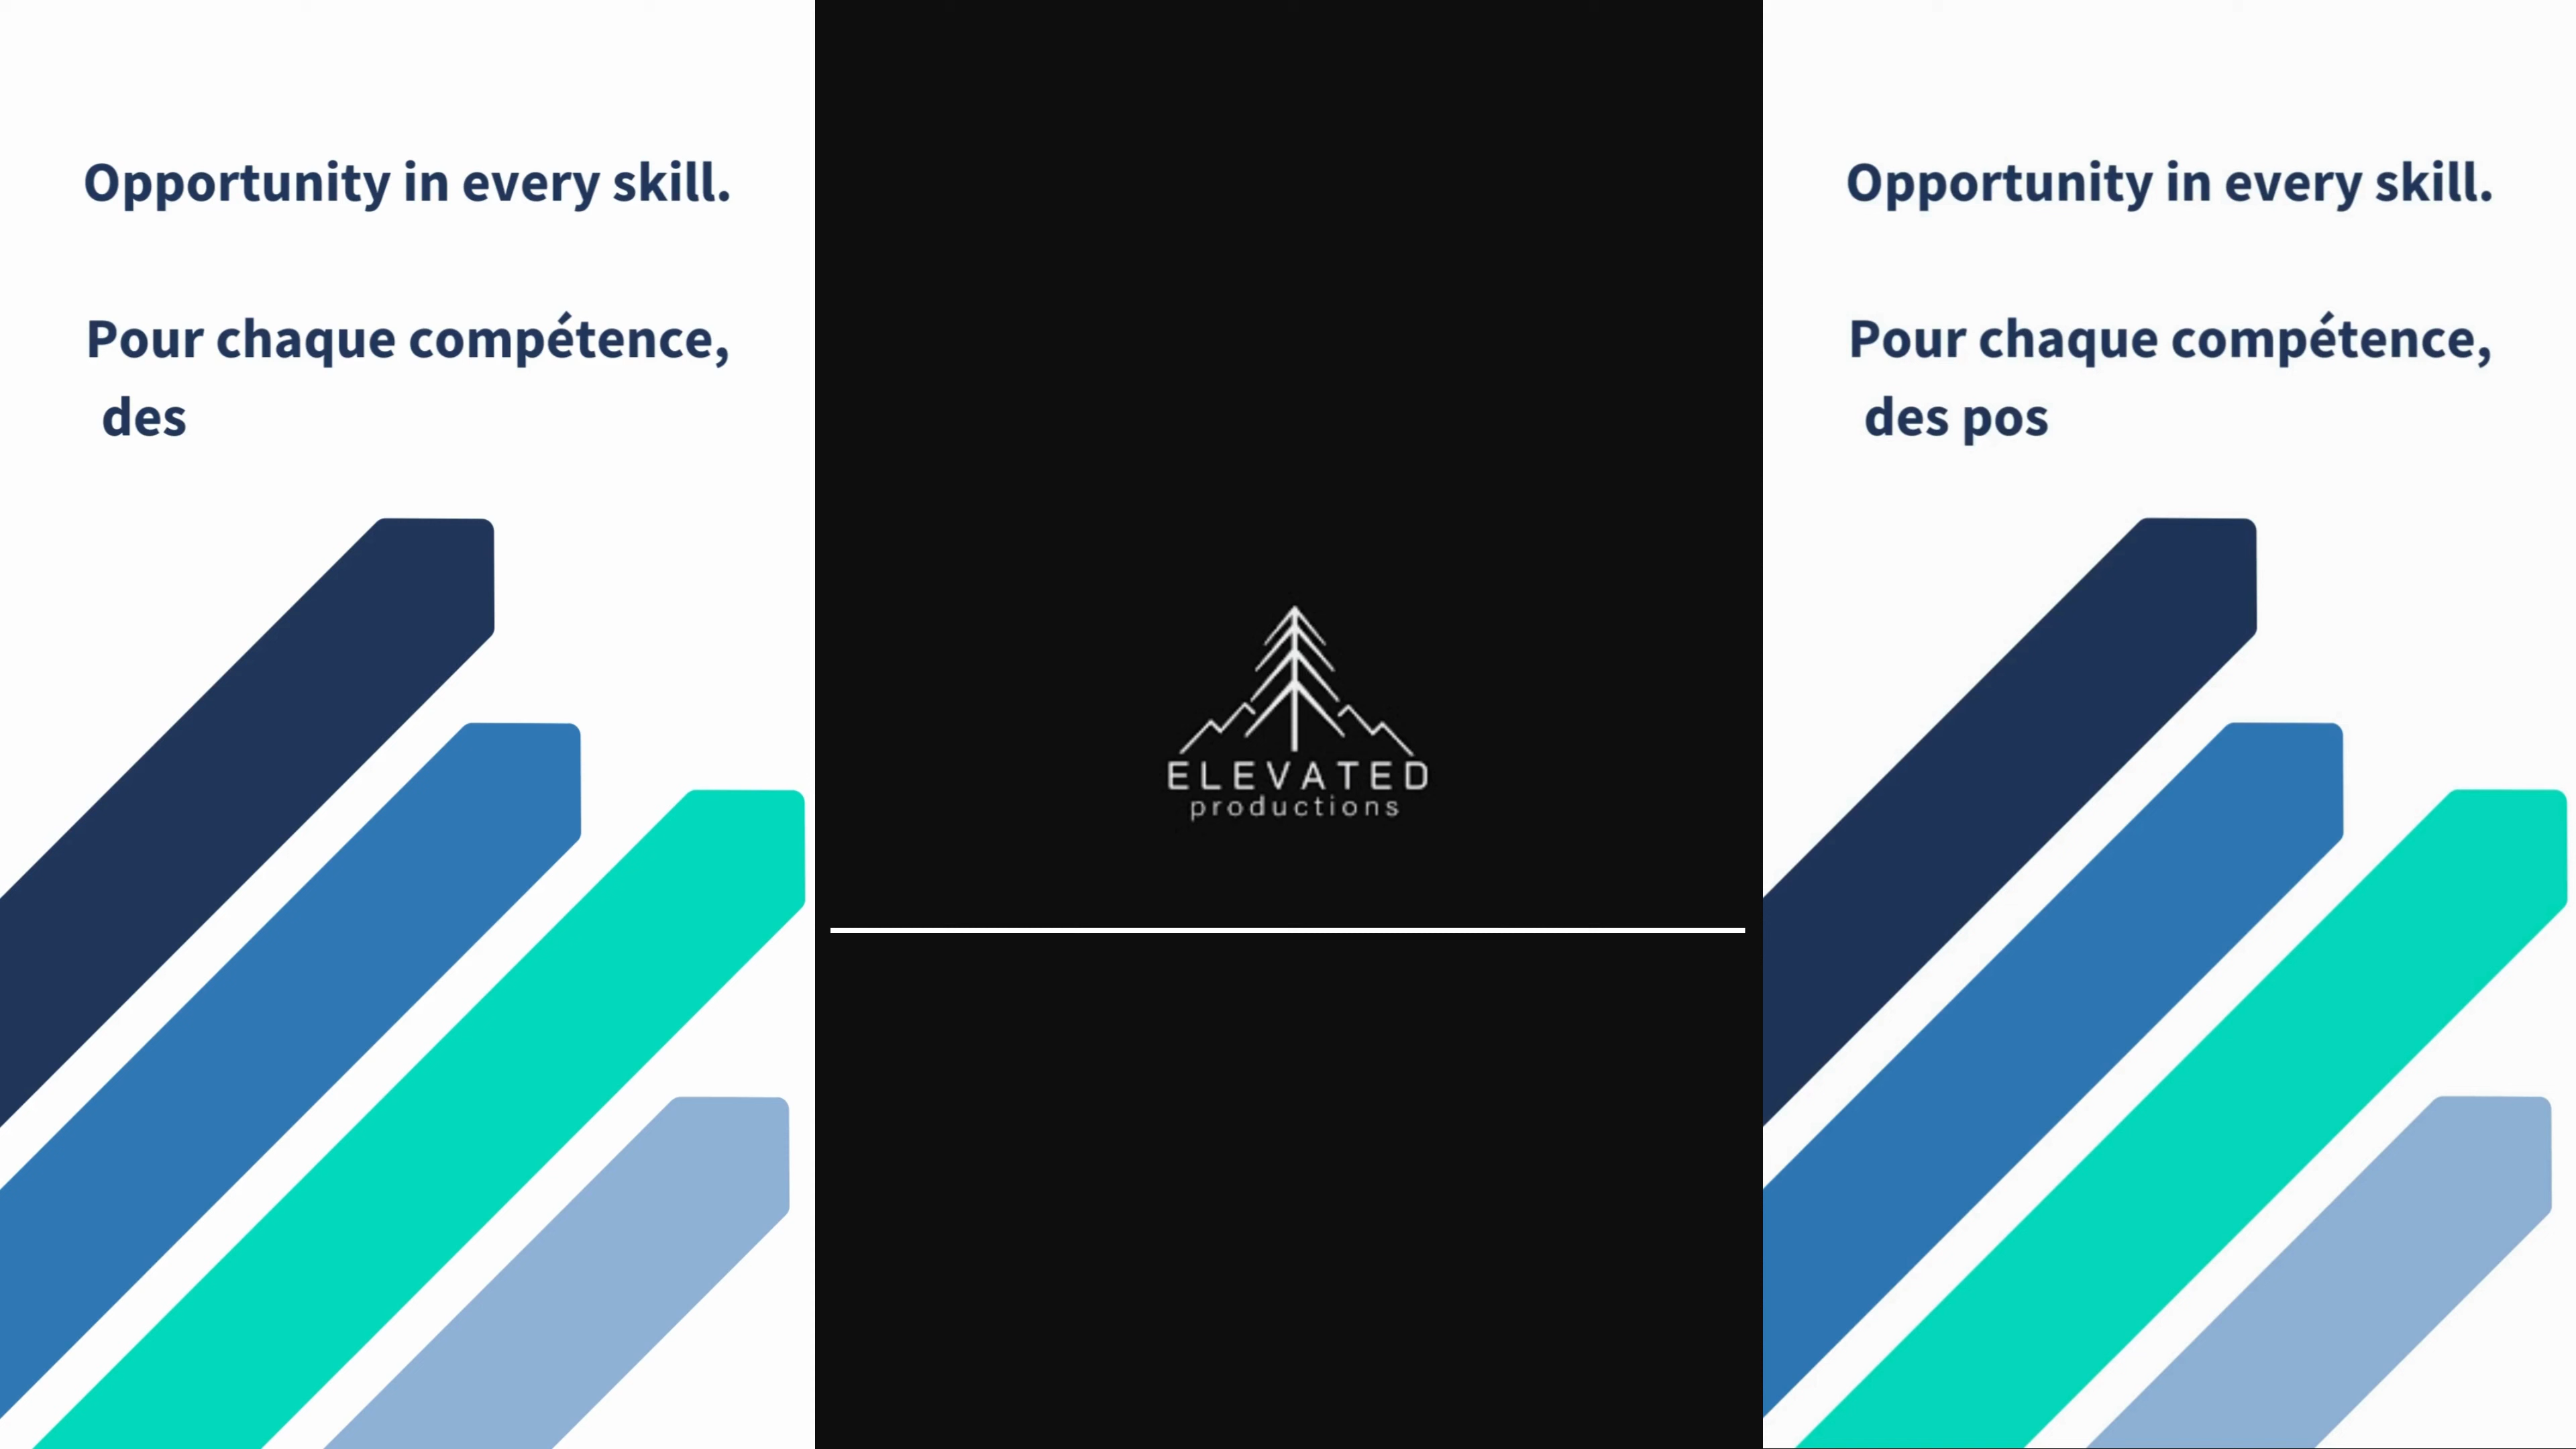 Opportunity in every skill.
Pour chaque compétence,
des
ELEVATED
productions
Opportunity in every skill.
Pour chaque compétence,
des pos